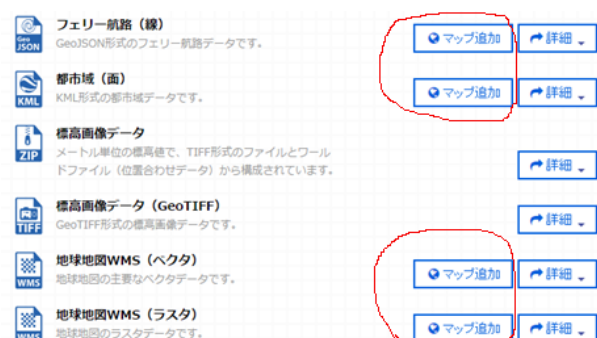 フェリー航路（線）
GeoJSON形式のフェリー航路データです。
Geo
JSON
マップ追加
詳細
都市域（面）
KML形式の都市域データです。
KML
マップ追加
詳細
標高画像データ
メートル単位の標高値で、TIFF形式のファイルとワール
ドファイル（位置合わせデータ）から構成されています。
ZIP
詳細
標高画像データ（GeoTIFF）
GeoTIFF形式の標高画像データです。
TIFF
詳細
地球地図WMS（ベクタ）
地球地図の主要なベクタデータです。
WMS
マップ追加
詳細
地球地図WMS（ラスタ）
地球地図のラスタデータです。
WMS
マップ追加
詳細